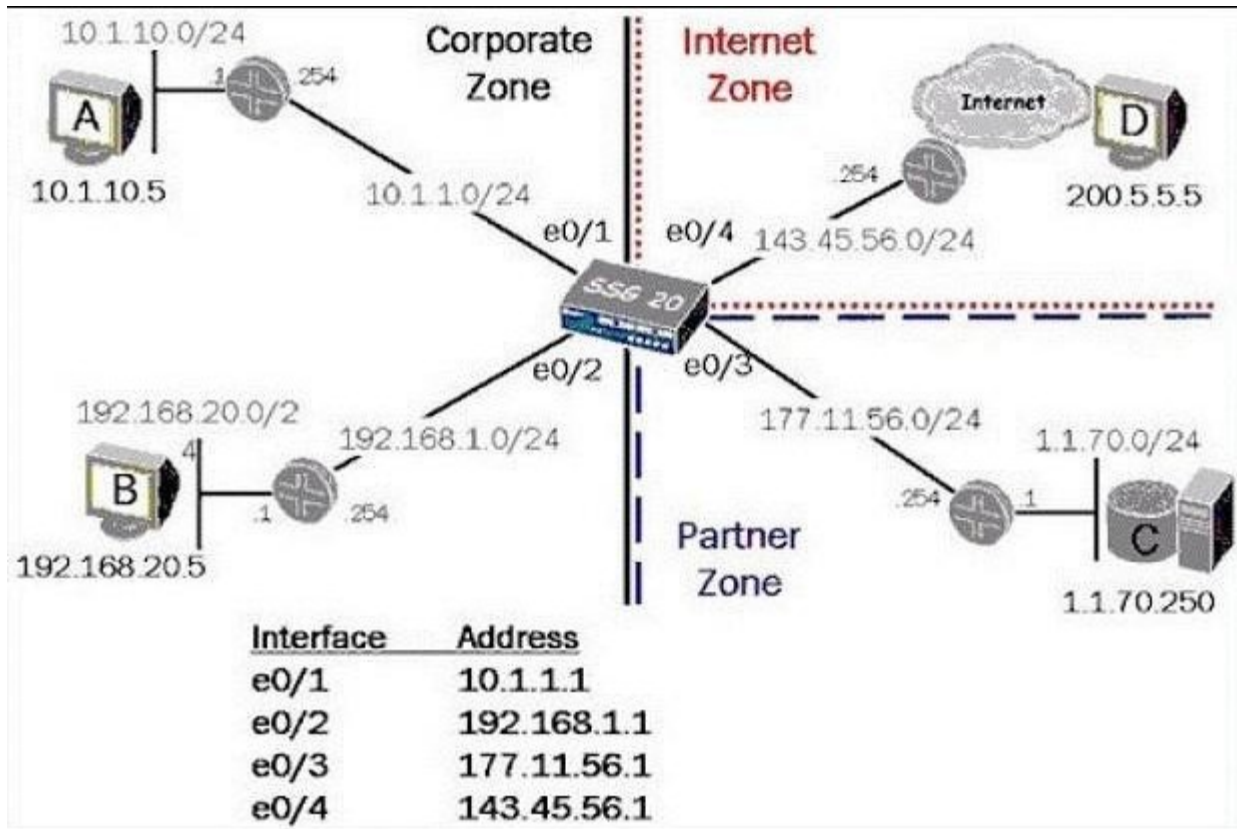 10.1.10.0/24
Corporate
Zone
Internet
Zone
.1
.254
A
Internet
D
10.1.10.5
.254
200.5.5.5
10.1.1.0/24
e0/1
e0/4
143.45.56.0/24
SSG 20
e0/2
e0/3
192.168.20.0/2
4
192.168.1.0/24
177.11.56.0/24
1.1.70.0/24
B
.1
.254
.254
.1
C
192.168.20.5
Partner
Zone
1.1.70.250
Interface Address
e0/1 10.1.1.1
e0/2 192.168.1.1
e0/3 177.11.56.1
e0/4 143.45.56.1